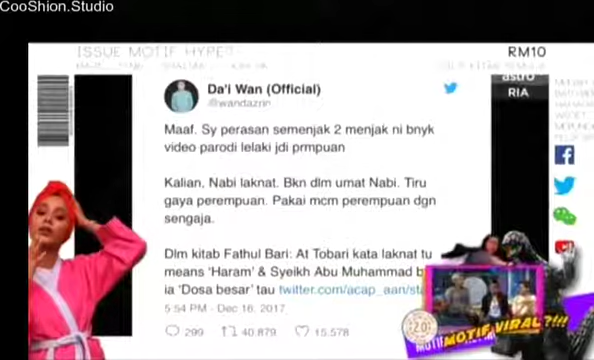 CooShion.Studio
ISSUE MOTIF HYPE
RM10
astro
RIA
Da'i Wan (Official)
@wandazrin
Maaf. Sy perasan semenjak 2 menjak ni bnyk
video parodi lelaki jdi prmpuan
Kalian, Nabi laknat. Bkn dlm umat Nabi. Tiru
gaya perempuan. Pakai mcm perempuan dgn
sengaja.
Dlm kitab Fathul Bari: At Tobari kata laknat tu
means 'Haram' & Syeikh Abu Muhammad b
ia 'Dosa besar' tau twitter.com/acap_aan/sta
5:54 PM - Dec 16, 2017
299 40,879 15,578
MOTIF VIRAL?!!!